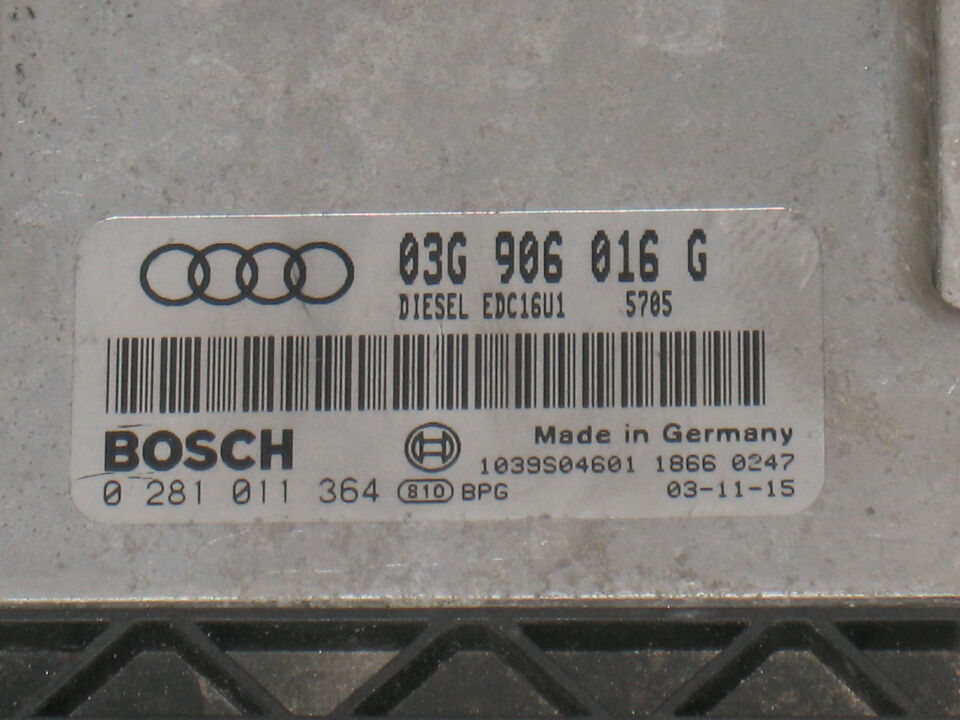 03G 906 016 G
DIESEL EDC16U1 5705
BOSCH
Made in Germany
1039S04601 1866 0247
0 281 011 364 810 BPG 03-11-15